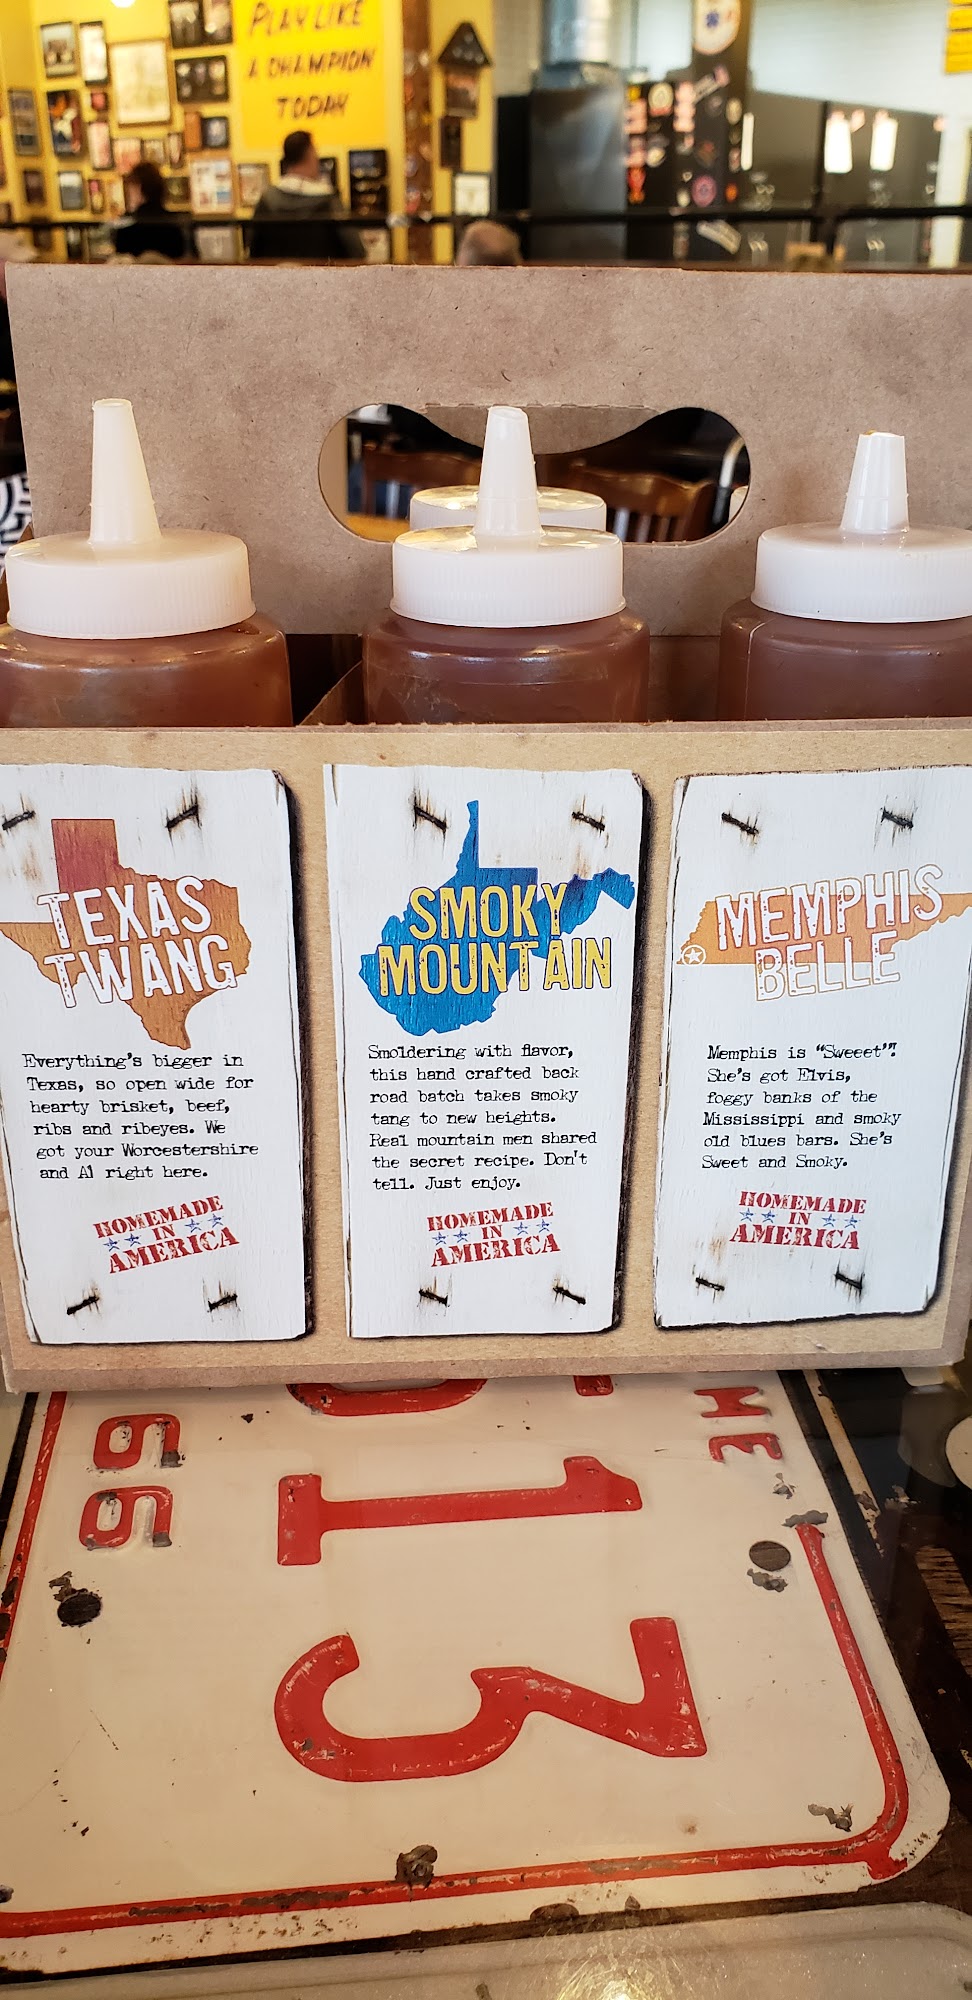 PLAY LIKE
A CHAMPION
TODAY
TEXAS
TWANG
Everything's bigger in
Texas, so open wide for
hearty brisket, beef,
ribs and ribeyes. We
got your Worcestershire
and A1 right here.
HOMEMADE
IN
AMERICA
SMOKY
MOUNTAIN
Smoldering with flavor,
this hand crafted back
road batch takes smoky
tang to new heights.
Real mountain men shared
the secret recipe. Don't
tell. Just enjoy.
HOMEMADE
IN
AMERICA
MEMPHIS
BELLE
Memphis is "Sweeet"!
She's got Elvis,
foggy banks of the
Mississippi and smoky
old blues bars. She's
Sweet and Smoky.
HOMEMADE
IN
AMERICA
66
13